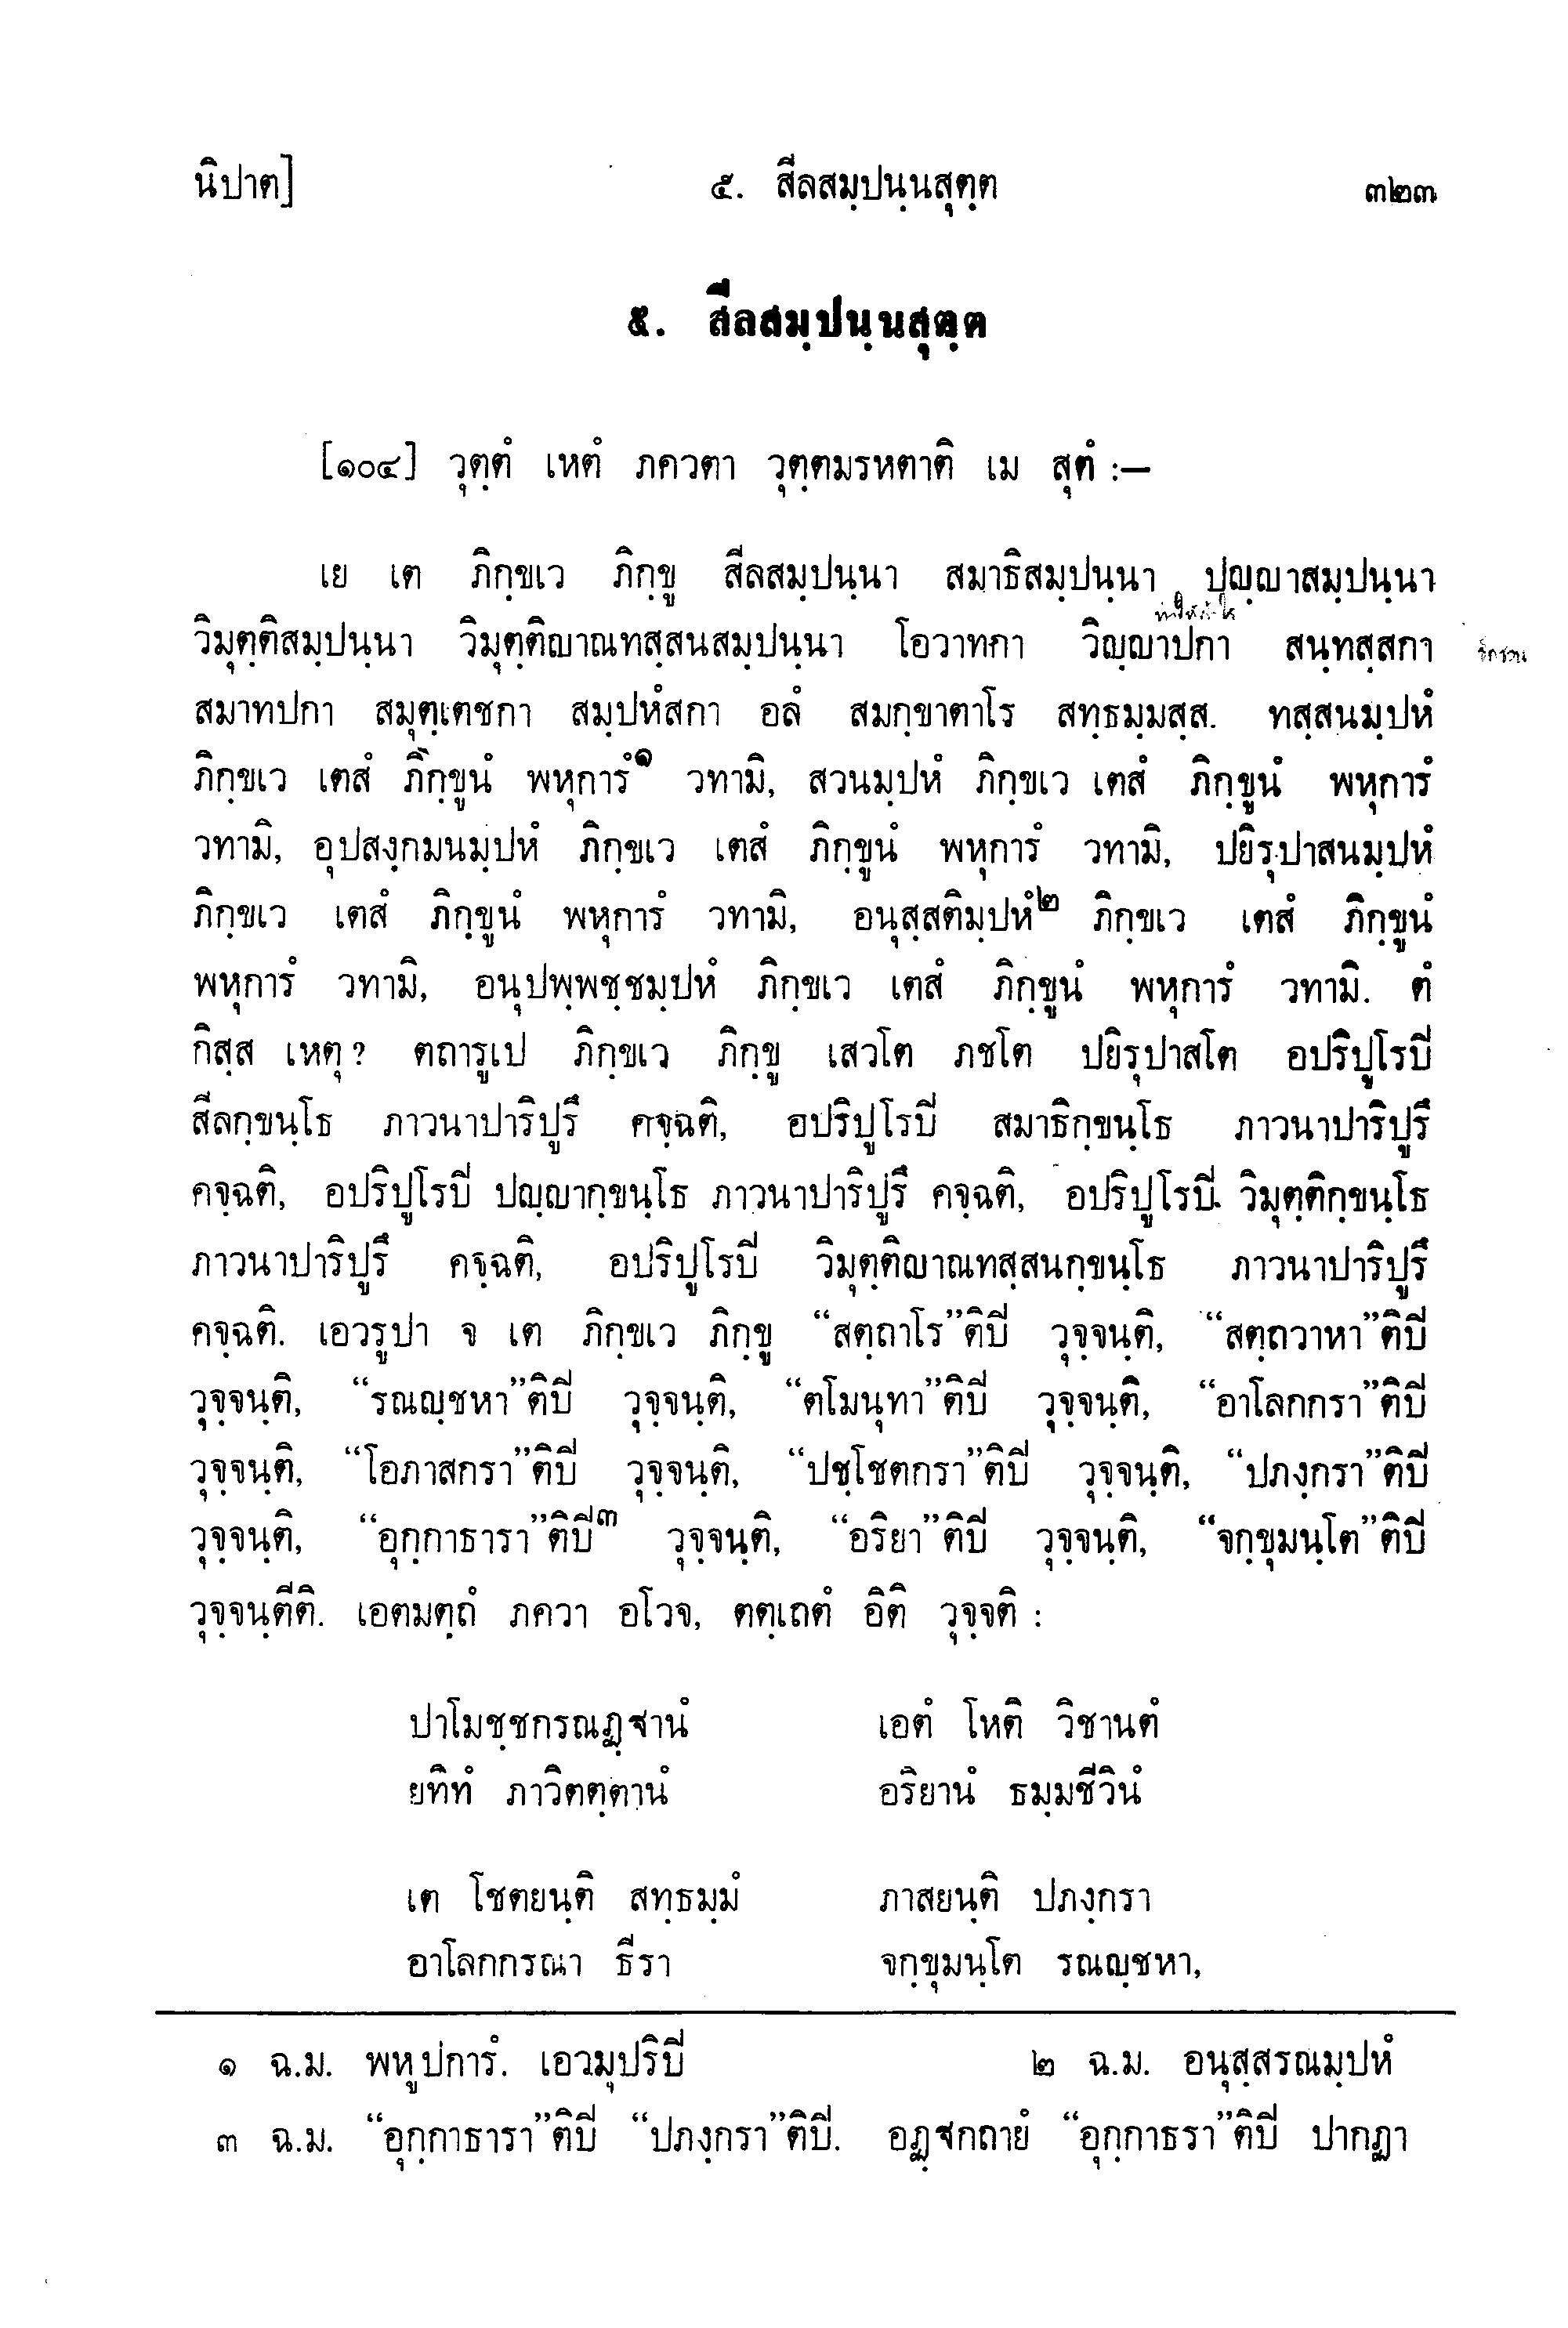 นิปาต] ๕. สีลสมฺปนฺนสุตฺต ๓๒๓
๕. สีลสมฺปนฺนสุตฺต
[๑๐๔] วุตฺตํ เหตํ ภควตา วุตฺตมรหตาติ เม สุตํ :—
เย เต ภิกฺขเว ภิกฺขู สีลสมฺปนฺนา สมาธิสมฺปนฺนา ปญฺญาสมฺปนฺนา
วิมุตฺติสมฺปนฺนา วิมุตฺติญาณทสฺสนสมฺปนฺนา โอวาทกา วิญฺญาปกา สนฺทสฺสกา
สมาทปกา สมุตฺเตชกา สมฺปหํสกา อลํ สมกฺขาตาโร สทฺธมฺมสฺส. ทสฺสนมฺปหํ
ภิกฺขเว เตสํ ภิกฺขูนํ พหุการํ๑ วทามิ, สวนมฺปหํ ภิกฺขเว เตสํ ภิกฺขูนํ พหุการํ
วทามิ, อุปสงฺกมนมฺปหํ ภิกฺขเว เตสํ ภิกฺขูนํ พหุการํ วทามิ, ปยิรุปาสนมฺปหํ
ภิกฺขเว เตสํ ภิกฺขูนํ พหุการํ วทามิ, อนุสฺสติมฺปหํ๒ ภิกฺขเว เตสํ ภิกฺขูนํ
พหุการํ วทามิ, อนุปพฺพชฺชมฺปหํ ภิกฺขเว เตสํ ภิกฺขูนํ พหุการํ วทามิ. ตํ
กิสฺส เหตุ? ตถารูเป ภิกฺขเว ภิกฺขู เสวโต ภชโต ปยิรุปาสโต อปริปูโรปิ
สีลกฺขนฺโธ ภาวนาปาริปูรึ คจฺฉติ, อปริปูโรปิ สมาธิกฺขนฺโธ ภาวนาปาริปูรึ
คจฺฉติ, อปริปูโรปิ ปญฺญากฺขนฺโธ ภาวนาปาริปูรึ คจฺฉติ, อปริปูโรปิ วิมุตฺติกฺขนฺโธ
ภาวนาปาริปูรึ คจฺฉติ, อปริปูโรปิ วิมุตฺติญาณทสฺสนกฺขนฺโธ ภาวนาปาริปูรึ
คจฺฉติ. เอวรูปา จ เต ภิกฺขเว ภิกฺขู “สตฺถาโร”ติปิ วุจฺจนฺติ, “สตฺถวาหา”ติปิ
วุจฺจนฺติ, “รณญฺชหา”ติปิ วุจฺจนฺติ, “ตโมนุทา”ติปิ วุจฺจนฺติ, “อาโลกกรา”ติปิ
วุจฺจนฺติ, “โอภาสกรา”ติปิ วุจฺจนฺติ, “ปชฺโชตกรา”ติปิ วุจฺจนฺติ, “ปภงฺกรา”ติปิ
วุจฺจนฺติ, “อุกฺกาธารา”ติปิ๓ วุจฺจนฺติ, “อริยา”ติปิ วุจฺจนฺติ, “จกฺขุมนฺโต”ติปิ
วุจฺจนฺตีติ. เอตมตฺถํ ภควา อโวจ, ตตฺเถตํ อิติ วุจฺจติ :
ปาโมชฺชกรณฏฺฐานํ เอตํ โหติ วิชานตํ
ยทิทํ ภาวิตตฺตานํ อริยานํ ธมฺมชีวินํ
เต โชตยนฺติ สทฺธมฺมํ ภาสยนฺติ ปภงฺกรา
อาโลกกรณา ธีรา จกฺขุมนฺโต รณญฺชหา,
๑ ฉ.ม. พหูปการํ. เอวมุปริปิ ๒ ฉ.ม. อนุสฺสรณมฺปหํ
๓ ฉ.ม. “อุกฺกาธารา”ติปิ “ปภงฺกรา”ติปิ. อฏฺฐกถายํ “อุกฺกาธรา”ติปิ ปากฏา